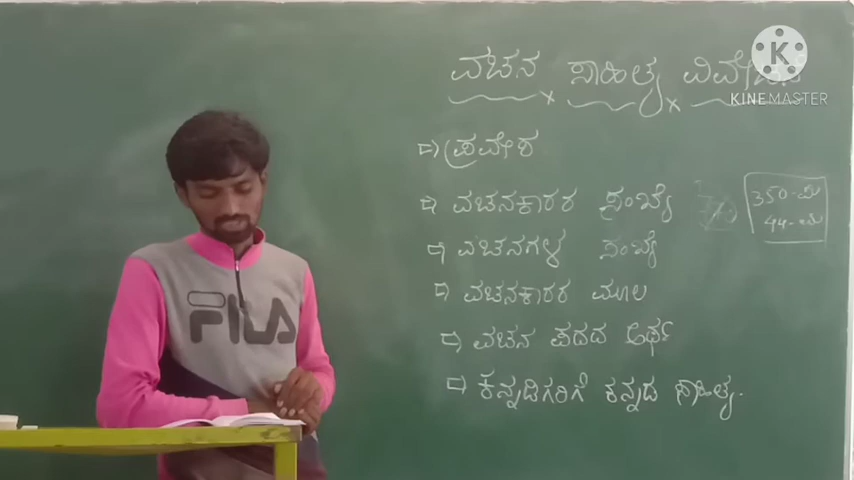 ವಚನ ಸಾಹಿತ್ಯ ವಿವೇಚನ
KINEMASTER
ಪ್ರವೇಶ
ವಚನಕಾರರ ಸಂಖ್ಯೆ
350-ಪು
44-ಮ
ವಚನಗಳ ಸಂಖ್ಯೆ
ವಚನಕಾರರ ಮೂಲ
ವಚನ ಪದದ ಅರ್ಥ
ಕನ್ನಡಿಗರಿಗೆ ಕನ್ನಡ ಸಾಹಿತ್ಯ.
FILA